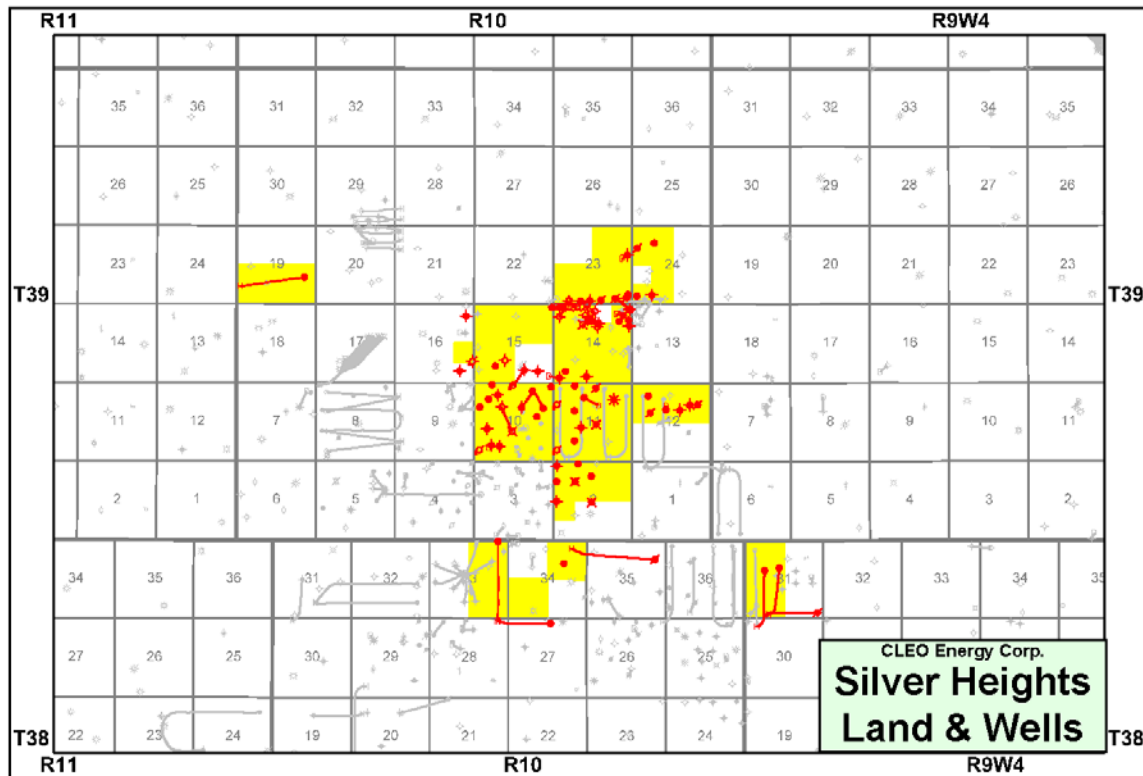 R11 R10 R9W4
35 36 31 32 33 34 35 36 31 32 33 34 35
26 25 30 29 28 27 26 25 30 29 28 27 26
23 24 19 20 21 22 23 24 19 20 21 22 23
T39 T39
14 13 18 17 16 15 14 13 18 17 16 15 14
11 12 7 8 9 10 11 12 7 8 9 10 11
2 1 6 5 4 3 2 1 6 5 4 3 2
34 35 36 31 32 33 34 35 36 31 32 33 34 35
27 26 25 30 29 28 27 26 25 30
CLEO Energy Corp.
Silver Heights
Land & Wells
T38 22 23 24 19 20 21 22 23 24 19 T38
R11 R10 R9W4